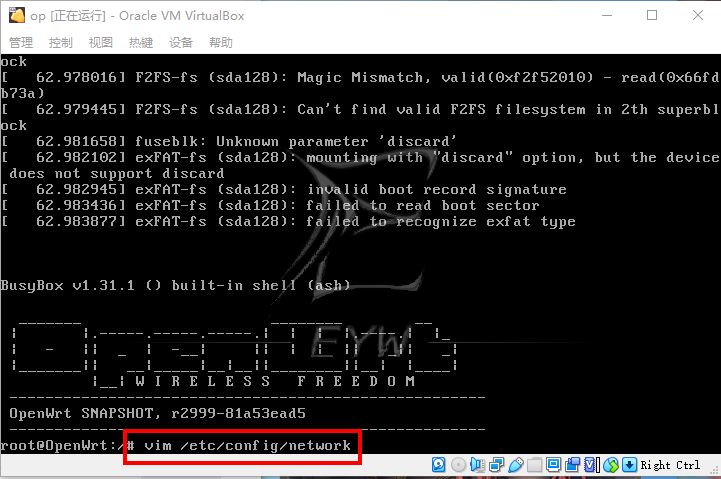 op [正在运行] - Oracle VM VirtualBox
管理 控制 视图 热键 设备 帮助
ock
[   62.978016] F2FS-fs (sda128): Magic Mismatch, valid(0xf2f52010) - read(0x66fd
b73a)
[   62.979445] F2FS-fs (sda128): Can't find valid F2FS filesystem in 2th superbl
ock
[   62.981658] fuseblk: Unknown parameter 'discard'
[   62.982102] exFAT-fs (sda128): mounting with "discard" option, but the device
 does not support discard
[   62.982945] exFAT-fs (sda128): invalid boot record signature
[   62.983436] exFAT-fs (sda128): failed to read boot sector
[   62.983877] exFAT-fs (sda128): failed to recognize exfat type
BusyBox v1.31.1 () built-in shell (ash)
EYW
W I R E L E S S   F R E E D O M
OpenWrt SNAPSHOT, r2999-81a53ead5
root@OpenWrt:/# vim /etc/config/network
Right Ctrl